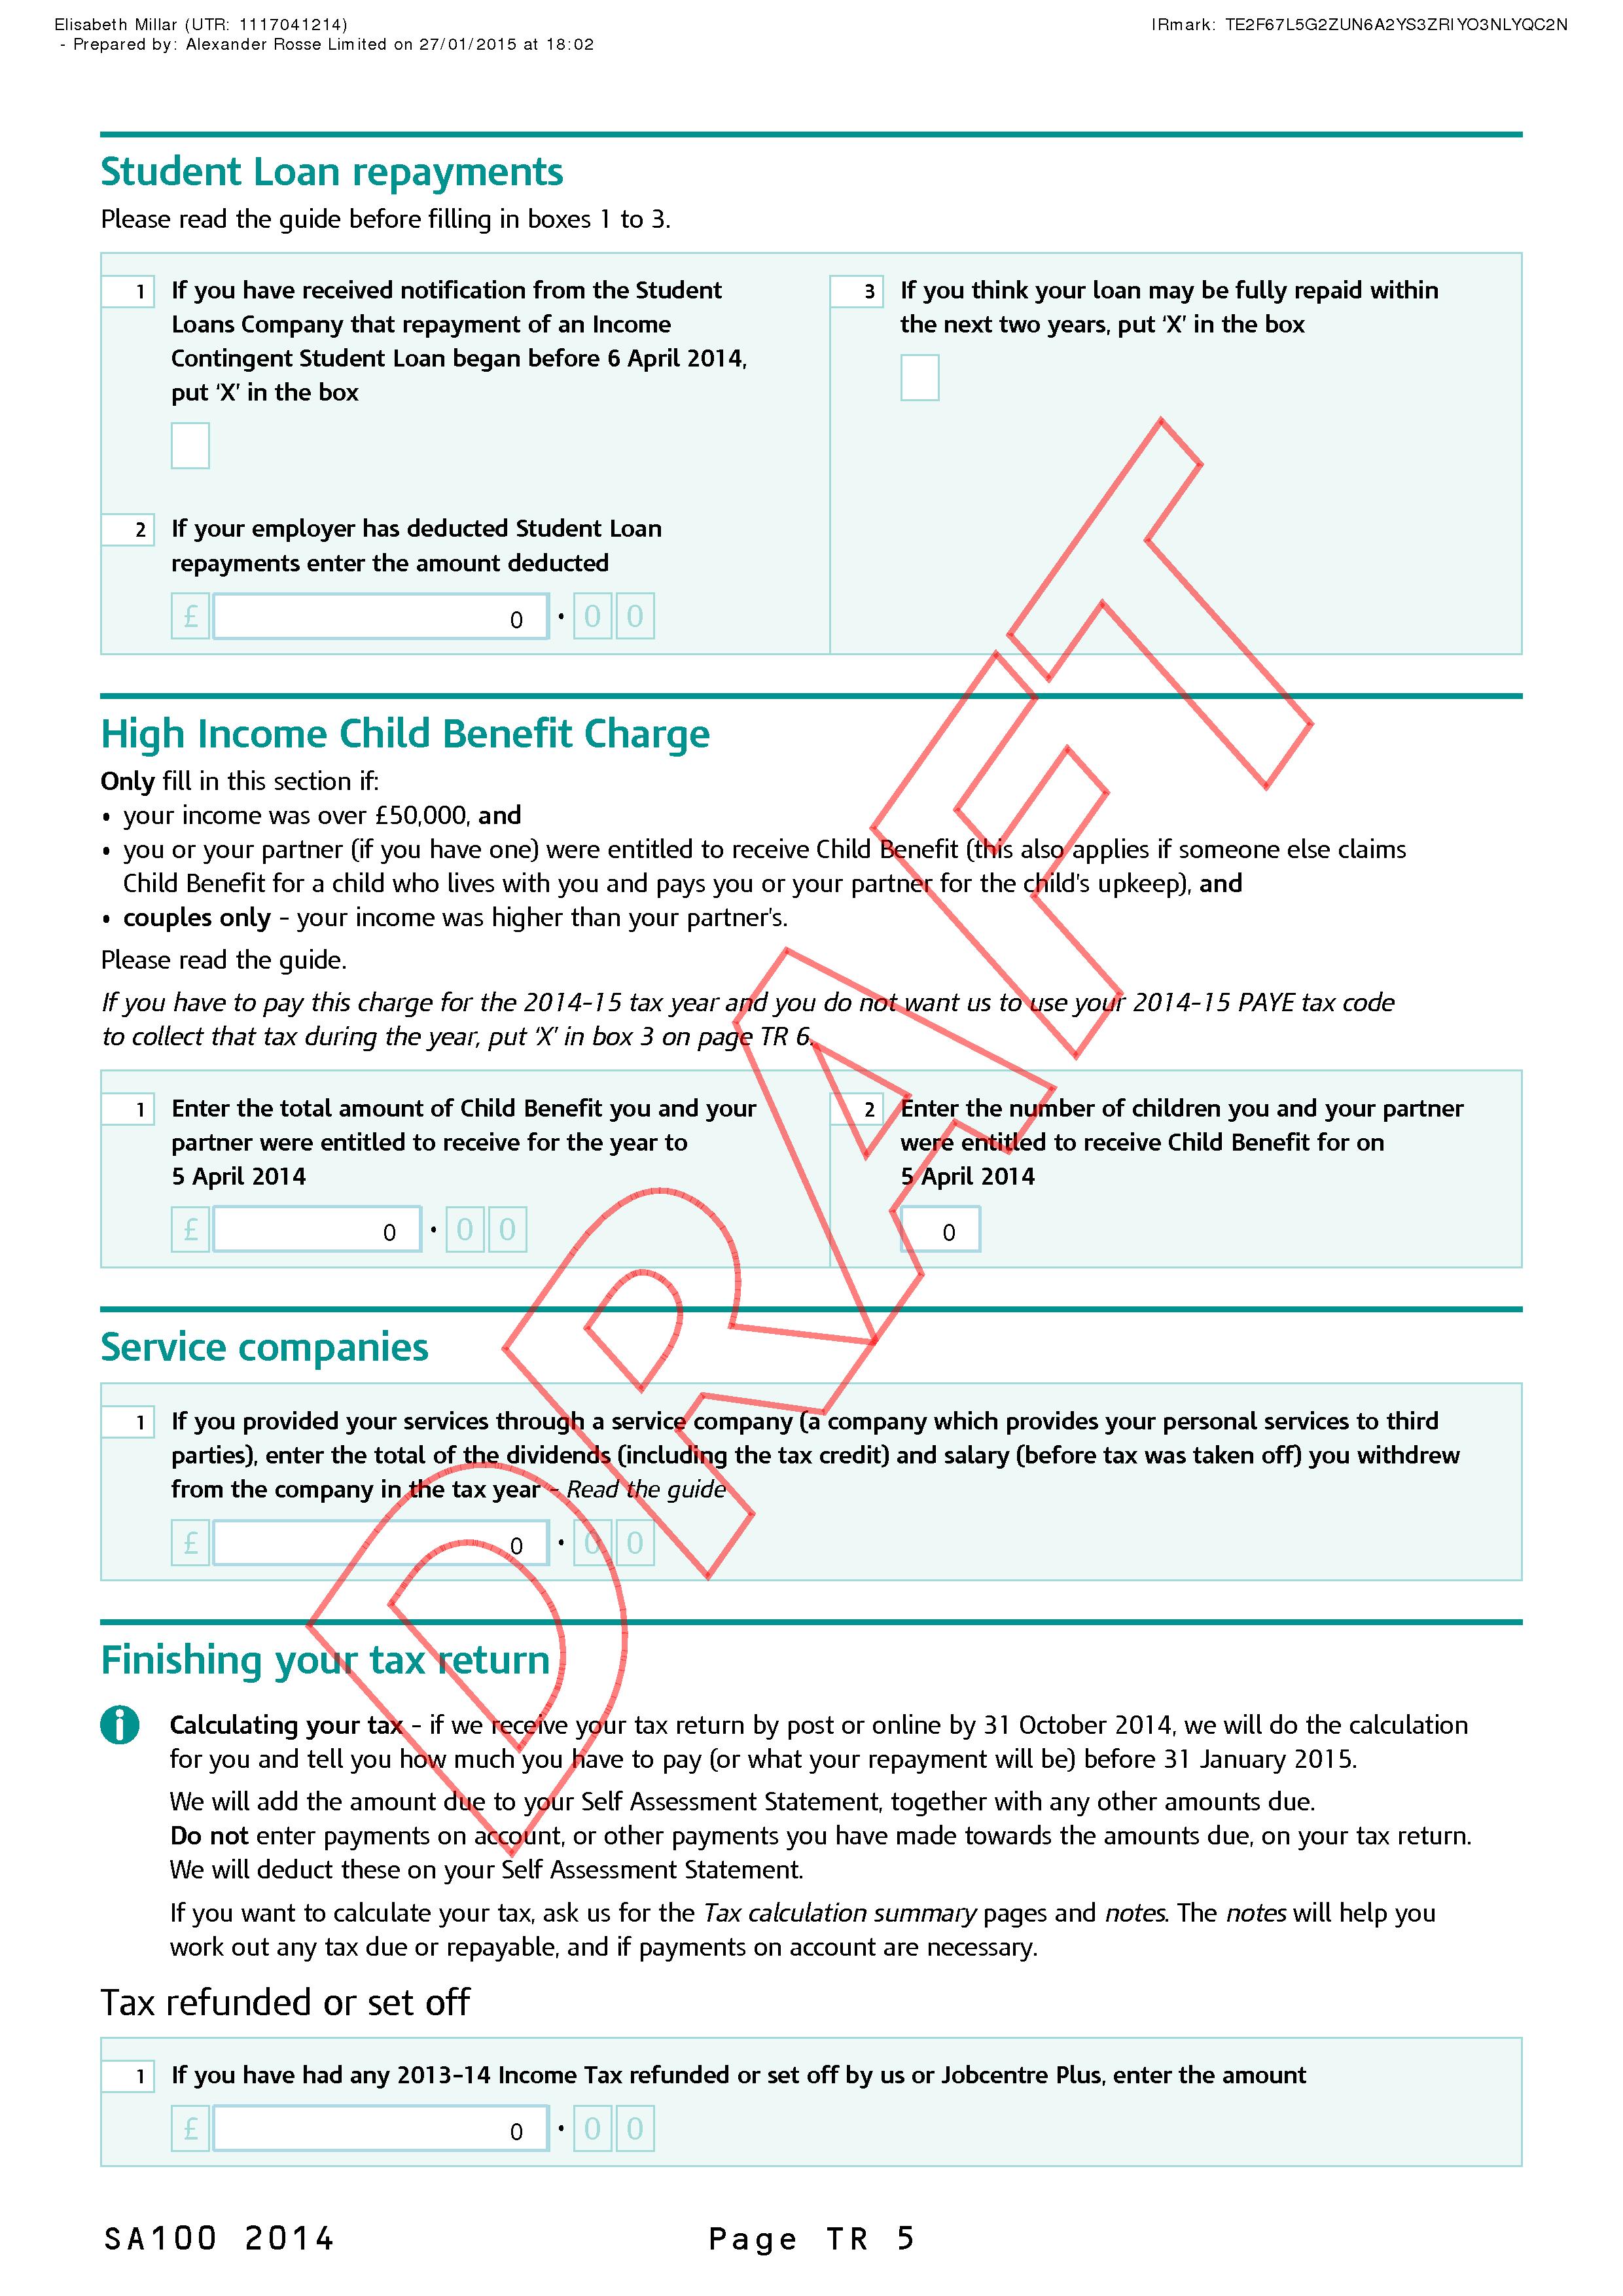 Elisabeth Millar (UTR: 1117041214)
- Prepared by: Alexander Rosse Limited on 27/01/2015 at 18:02
IRmark: TE2F67L5G2ZUN6A2YS3ZRIYO3NLYQC2N
Student Loan repayments
Please read the guide before filling in boxes 1 to 3.
1 If you have received notification from the Student
Loans Company that repayment of an Income
Contingent Student Loan began before 6 April 2014,
put ‘X’ in the box
2 If your employer has deducted Student Loan
repayments enter the amount deducted
£ 0 • 0 0
3 If you think your loan may be fully repaid within
the next two years, put ‘X’ in the box
High Income Child Benefit Charge
Only fill in this section if:
• your income was over £50,000, and
• you or your partner (if you have one) were entitled to receive Child Benefit (this also applies if someone else claims
Child Benefit for a child who lives with you and pays you or your partner for the child’s upkeep), and
• couples only – your income was higher than your partner’s.
Please read the guide.
If you have to pay this charge for the 2014–15 tax year and you do not want us to use your 2014–15 PAYE tax code
to collect that tax during the year, put ‘X’ in box 3 on page TR 6.
1 Enter the total amount of Child Benefit you and your
partner were entitled to receive for the year to
5 April 2014
£ 0 • 0 0
2 Enter the number of children you and your partner
were entitled to receive Child Benefit for on
5 April 2014
0
Service companies
1 If you provided your services through a service company (a company which provides your personal services to third
parties), enter the total of the dividends (including the tax credit) and salary (before tax was taken off) you withdrew
from the company in the tax year – Read the guide
£ 0 • 0 0
Finishing your tax return
i Calculating your tax – if we receive your tax return by post or online by 31 October 2014, we will do the calculation
for you and tell you how much you have to pay (or what your repayment will be) before 31 January 2015.
We will add the amount due to your Self Assessment Statement, together with any other amounts due.
Do not enter payments on account, or other payments you have made towards the amounts due, on your tax return.
We will deduct these on your Self Assessment Statement.
If you want to calculate your tax, ask us for the Tax calculation summary pages and notes. The notes will help you
work out any tax due or repayable, and if payments on account are necessary.
Tax refunded or set off
1 If you have had any 2013–14 Income Tax refunded or set off by us or Jobcentre Plus, enter the amount
£ 0 • 0 0
SA100 2014
Page TR 5
DRAFT